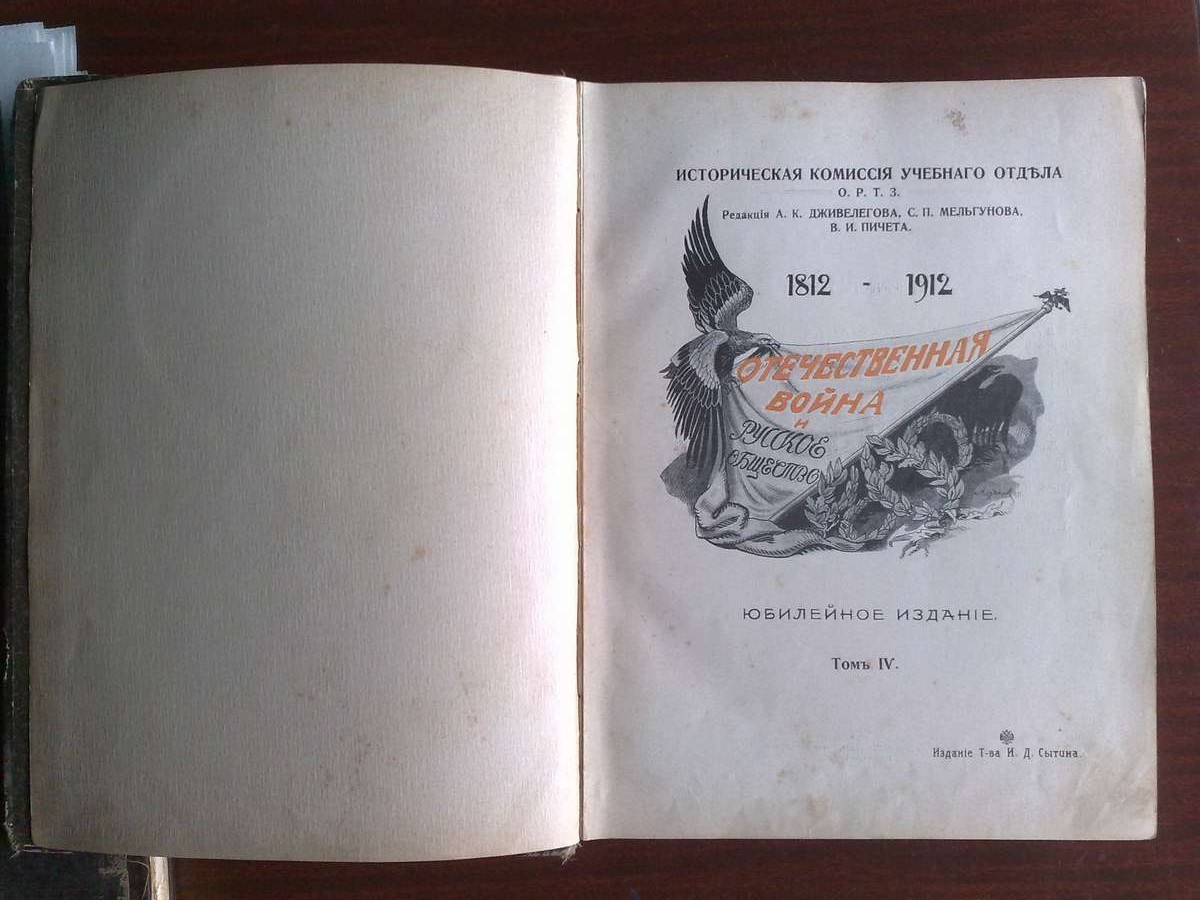 ИСТОРИЧЕСКАЯ КОМИССІЯ УЧЕБНАГО ОТДѢЛА
О. Р. Т. З.
Редакція А. К. ДЖИВЕЛЕГОВА, С. П. МЕЛЬГУНОВА,
В. И. ПИЧЕТА.
1812 - 1912
ОТЕЧЕСТВЕННАЯ
ВОЙНА
И
РУССКОЕ
ОБЩЕСТВО
ЮБИЛЕЙНОЕ ИЗДАНІЕ.
Томъ IV.
Изданіе Т-ва И. Д. Сытина.